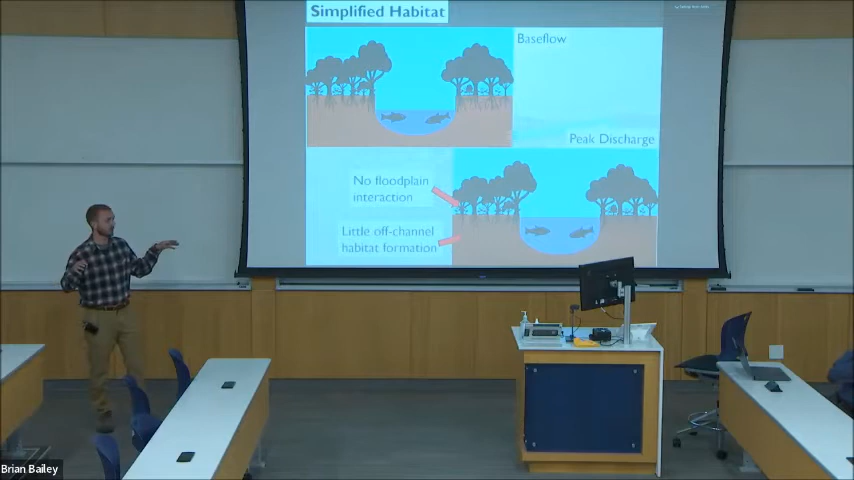 Simplified Habitat
Baseflow
Peak Discharge
No floodplain
interaction
Little off-channel
habitat formation
Brian Bailey